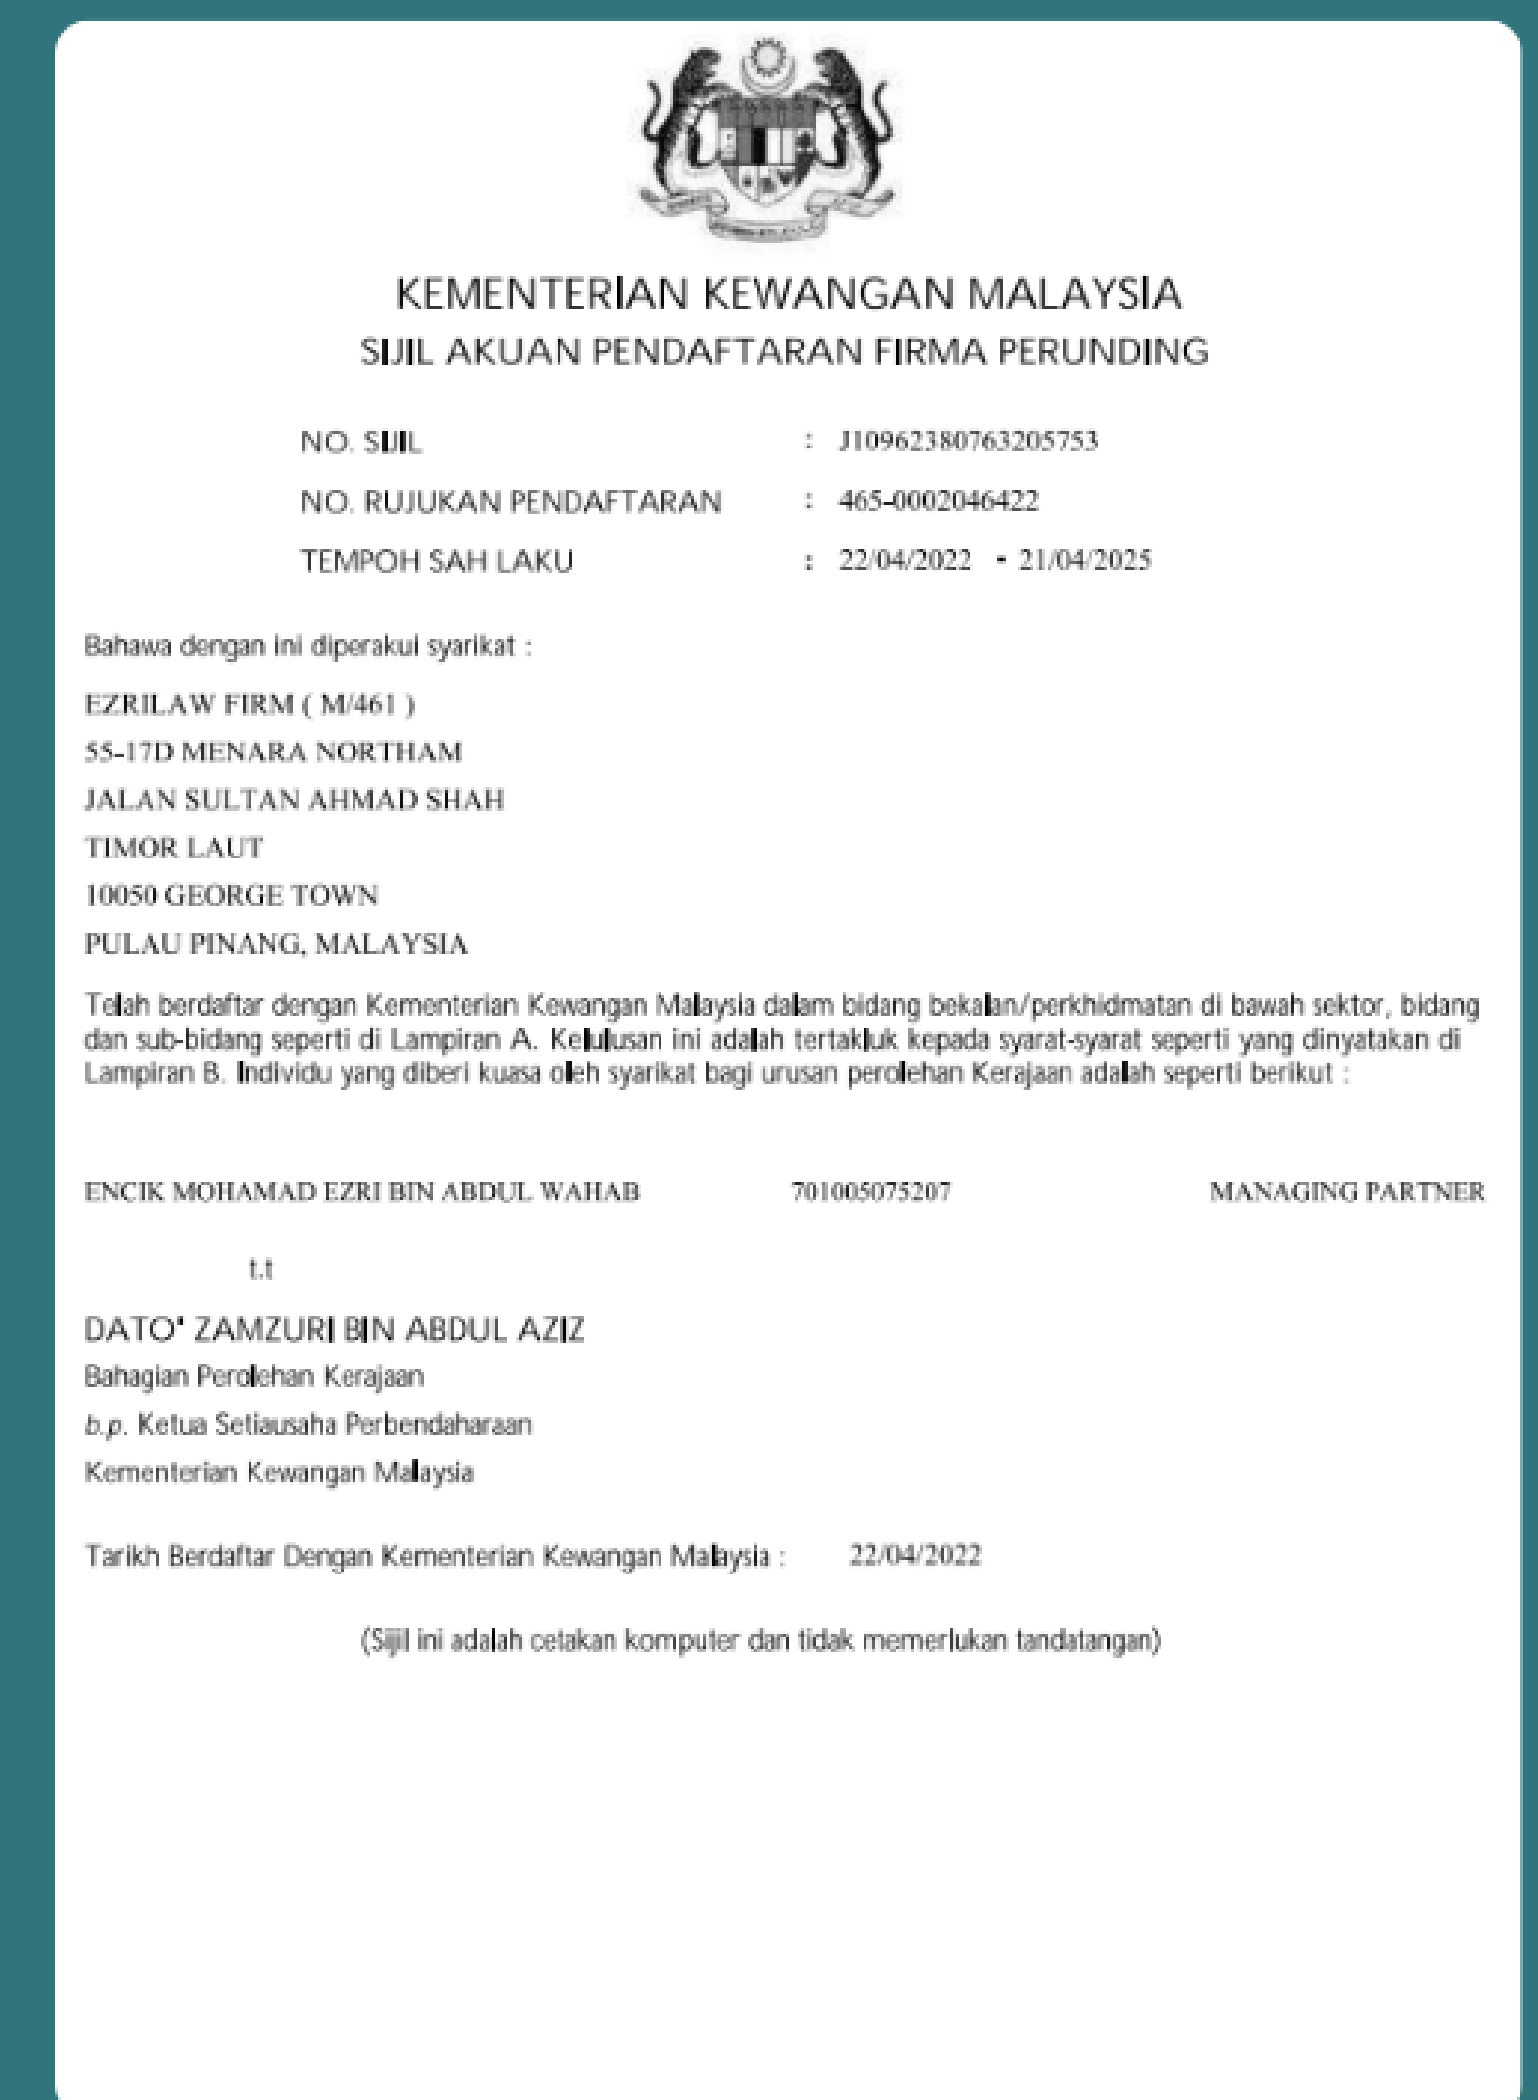 KEMENTERIAN KEWANGAN MALAYSIA
SIJIL AKUAN PENDAFTARAN FIRMA PERUNDING
NO. SIJIL : J10962380763205753
NO. RUJUKAN PENDAFTARAN : 465-0002046422
TEMPOH SAH LAKU : 22/04/2022 - 21/04/2025
Bahawa dengan ini diperakui syarikat :
EZRILAW FIRM ( M/461 )
55-17D MENARA NORTHAM
JALAN SULTAN AHMAD SHAH
TIMOR LAUT
10050 GEORGE TOWN
PULAU PINANG, MALAYSIA
Telah berdaftar dengan Kementerian Kewangan Malaysia dalam bidang bekalan/perkhidmatan di bawah sektor, bidang
dan sub-bidang seperti di Lampiran A. Kelulusan ini adalah tertakluk kepada syarat-syarat seperti yang dinyatakan di
Lampiran B. Individu yang diberi kuasa oleh syarikat bagi urusan perolehan Kerajaan adalah seperti berikut :
ENCIK MOHAMAD EZRI BIN ABDUL WAHAB 701005075207 MANAGING PARTNER
t.t
DATO' ZAMZURI BIN ABDUL AZIZ
Bahagian Perolehan Kerajaan
b.p. Ketua Setiausaha Perbendaharaan
Kementerian Kewangan Malaysia
Tarikh Berdaftar Dengan Kementerian Kewangan Malaysia : 22/04/2022
(Sijil ini adalah cetakan komputer dan tidak memerlukan tandatangan)